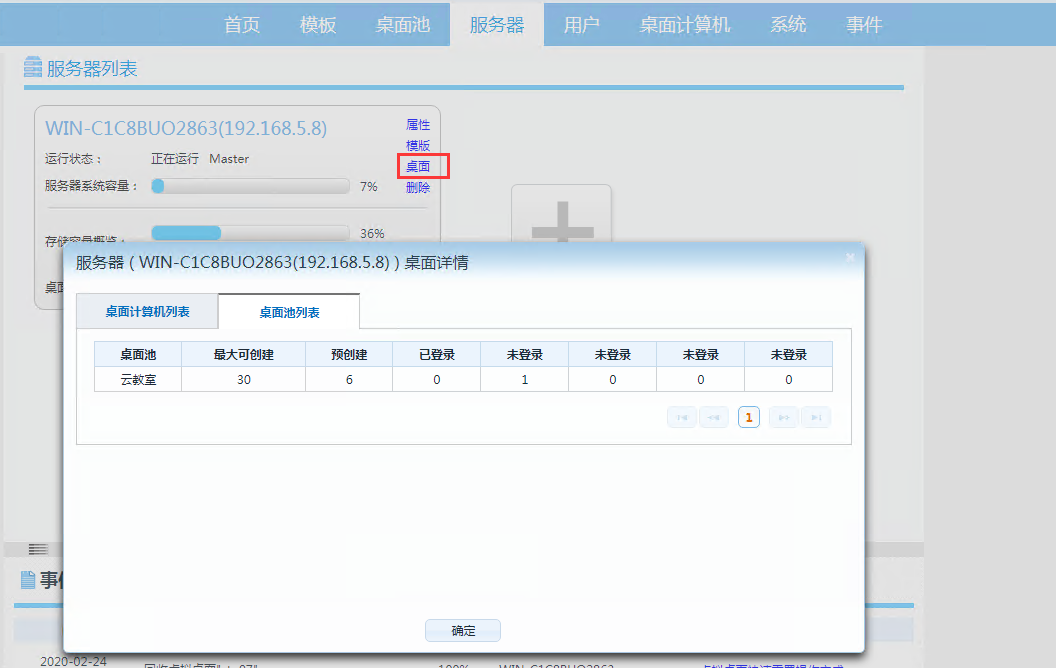 首页 模板 桌面池 服务器 用户 桌面计算机 系统 事件
服务器列表
WIN-C1C8BUO2863(192.168.5.8)
属性
模版
运行状态： 正在运行 Master
桌面
服务器系统容量： 7%
删除
存储容量概览： 36%
服务器 ( WIN-C1C8BUO2863(192.168.5.8) ) 桌面详情
桌面
桌面计算机列表 桌面池列表
桌面池 最大可创建 预创建 已登录 未登录 未登录 未登录 未登录
云教室 30 6 0 1 0 0 0
1
事
确定
2020-02-24
100%